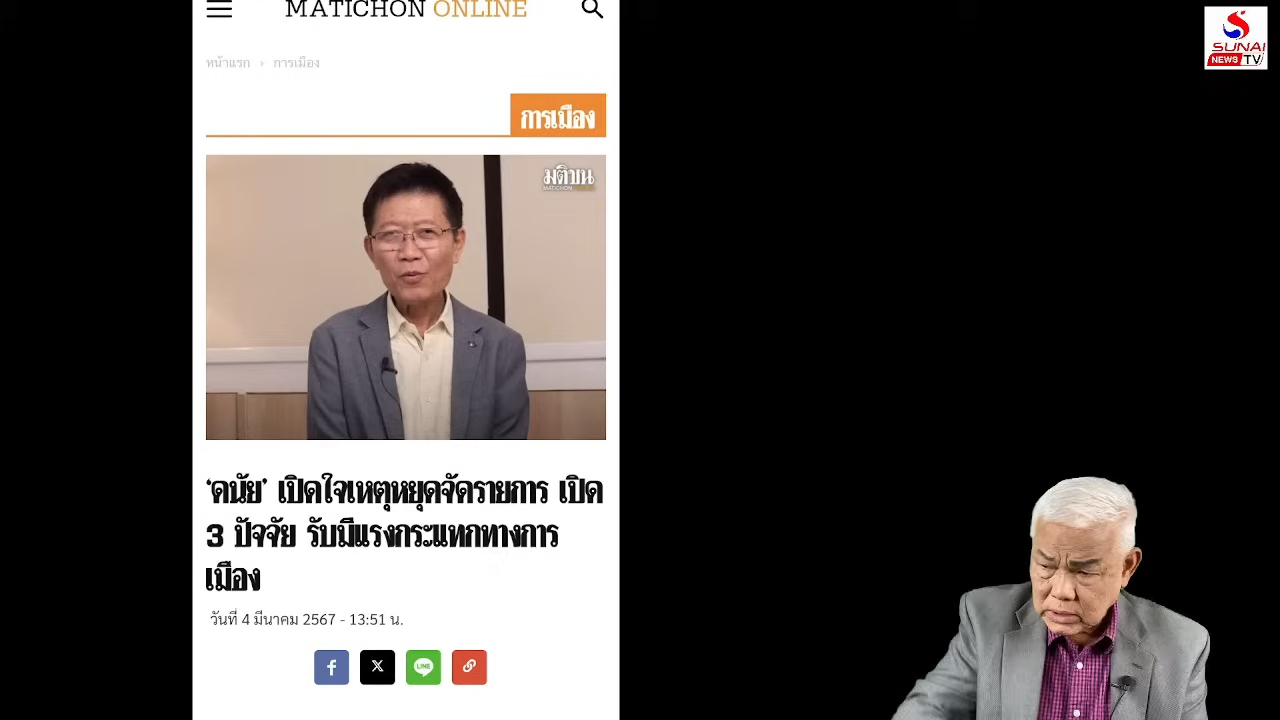 MATICHON ONLINE
SUNAI
NEWS TV
หน้าแรก › การเมือง
การเมือง
มติชน
MATICHON ONLINE
‘ดนัย’ เปิดใจเหตุหยุดจัดรายการ เปิด
3 ปัจจัย รับมีแรงกระแทกทางการ
เมือง
วันที่ 4 มีนาคม 2567 - 13:51 น.
LINE